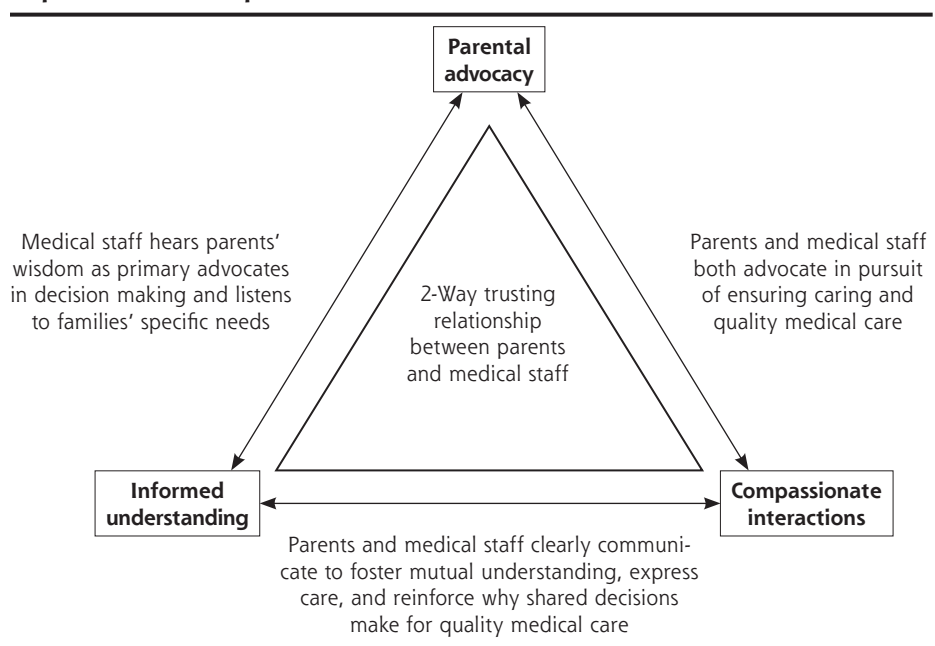 Parental
advocacy
Medical staff hears parents’
wisdom as primary advocates
in decision making and listens
to families’ specific needs
2-Way trusting
relationship
between parents
and medical staff
Parents and medical staff
both advocate in pursuit
of ensuring caring and
quality medical care
Informed
understanding
Compassionate
interactions
Parents and medical staff clearly communi-
cate to foster mutual understanding, express
care, and reinforce why shared decisions
make for quality medical care